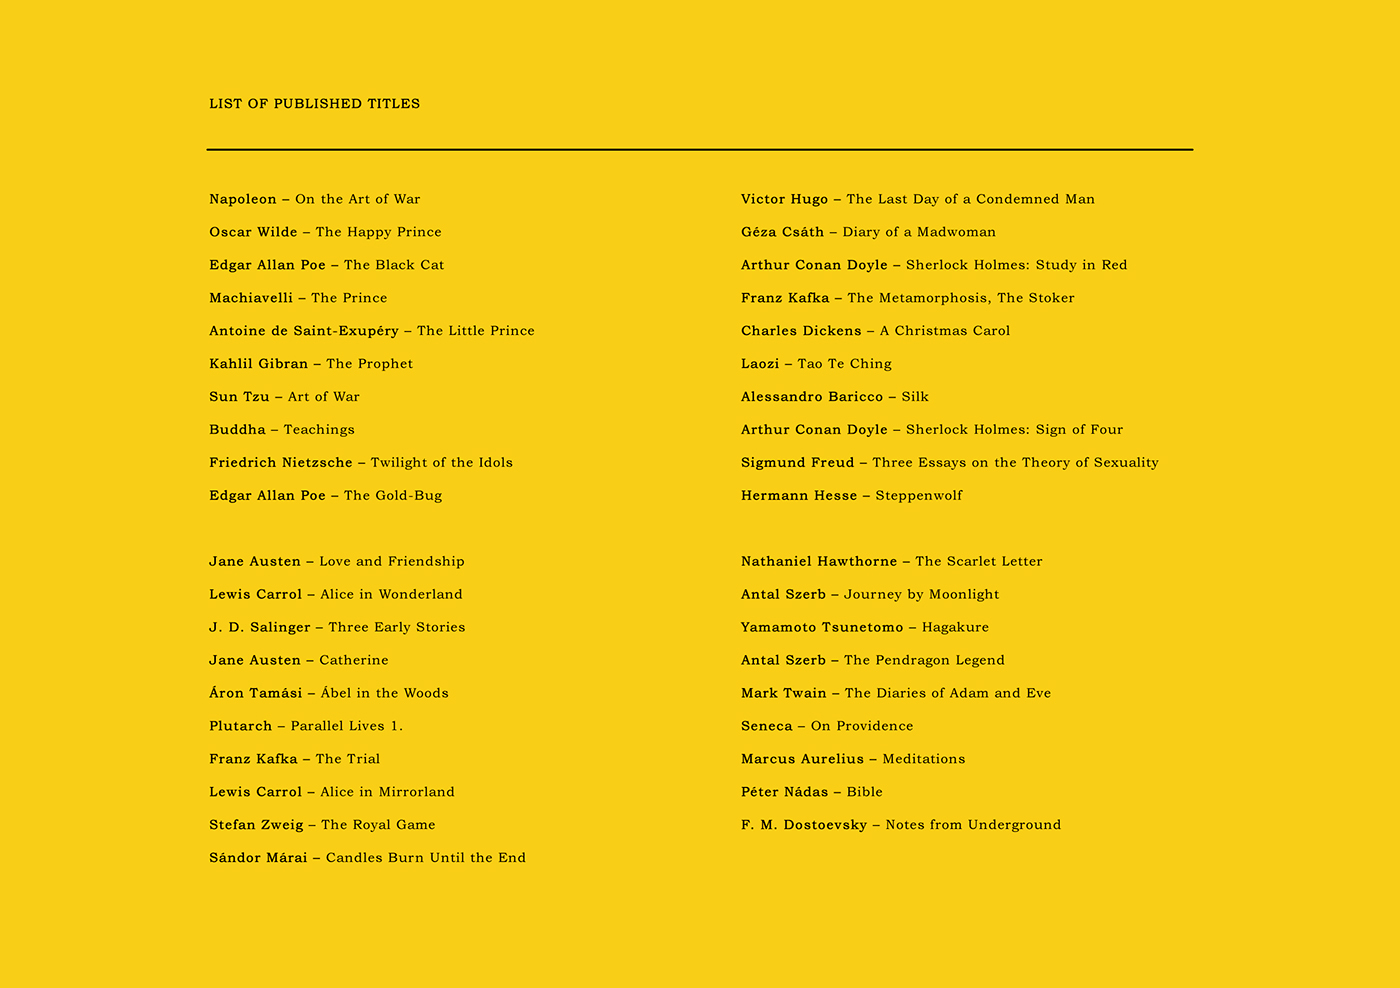 LIST OF PUBLISHED TITLES
Napoleon – On the Art of War
Oscar Wilde – The Happy Prince
Edgar Allan Poe – The Black Cat
Machiavelli – The Prince
Antoine de Saint-Exupéry – The Little Prince
Kahlil Gibran – The Prophet
Sun Tzu – Art of War
Buddha – Teachings
Friedrich Nietzsche – Twilight of the Idols
Edgar Allan Poe – The Gold-Bug
Jane Austen – Love and Friendship
Lewis Carrol – Alice in Wonderland
J. D. Salinger – Three Early Stories
Jane Austen – Catherine
Áron Tamási – Ábel in the Woods
Plutarch – Parallel Lives 1.
Franz Kafka – The Trial
Lewis Carrol – Alice in Mirrorland
Stefan Zweig – The Royal Game
Sándor Márai – Candles Burn Until the End
Victor Hugo – The Last Day of a Condemned Man
Géza Csáth – Diary of a Madwoman
Arthur Conan Doyle – Sherlock Holmes: Study in Red
Franz Kafka – The Metamorphosis, The Stoker
Charles Dickens – A Christmas Carol
Laozi – Tao Te Ching
Alessandro Baricco – Silk
Arthur Conan Doyle – Sherlock Holmes: Sign of Four
Sigmund Freud – Three Essays on the Theory of Sexuality
Hermann Hesse – Steppenwolf
Nathaniel Hawthorne – The Scarlet Letter
Antal Szerb – Journey by Moonlight
Yamamoto Tsunetomo – Hagakure
Antal Szerb – The Pendragon Legend
Mark Twain – The Diaries of Adam and Eve
Seneca – On Providence
Marcus Aurelius – Meditations
Péter Nádas – Bible
F. M. Dostoevsky – Notes from Underground